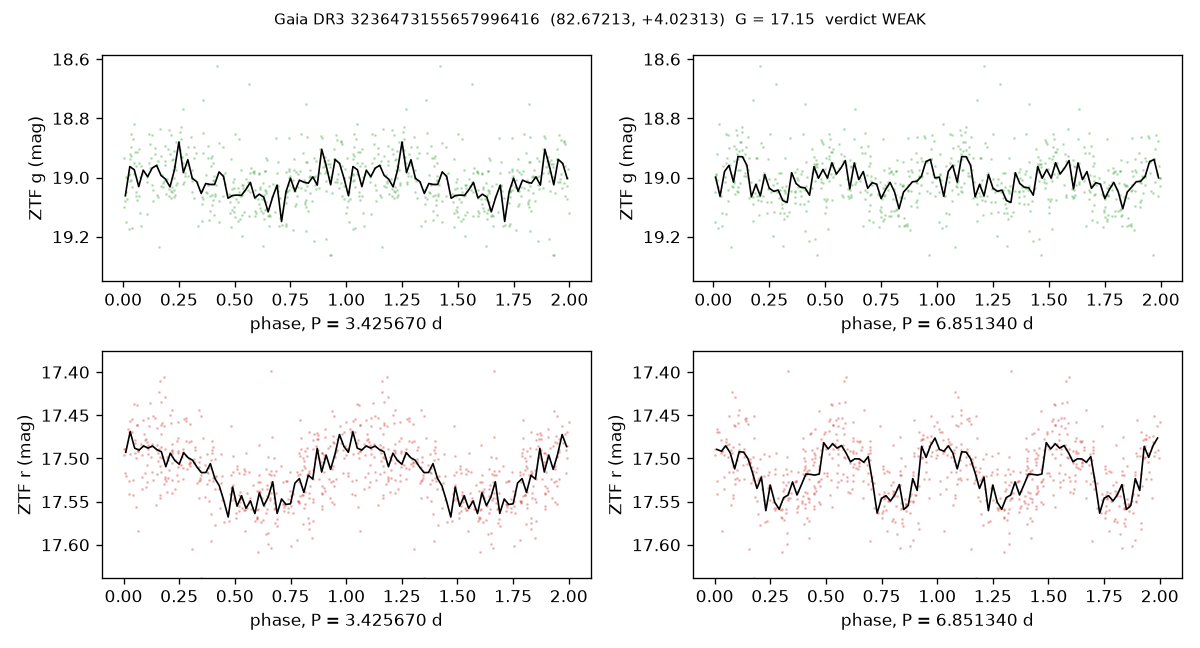 Gaia DR3 3236473155657996416 (82.67213, +4.02313) G = 17.15 verdict WEAK
18.6
18.8
19.0
19.2
ZTF g (mag)
0.00 0.25 0.50 0.75 1.00 1.25 1.50 1.75 2.00
phase, P = 3.425670 d
18.6
18.8
19.0
19.2
ZTF g (mag)
0.00 0.25 0.50 0.75 1.00 1.25 1.50 1.75 2.00
phase, P = 6.851340 d
17.40
17.45
17.50
17.55
17.60
ZTF r (mag)
0.00 0.25 0.50 0.75 1.00 1.25 1.50 1.75 2.00
phase, P = 3.425670 d
17.40
17.45
17.50
17.55
17.60
ZTF r (mag)
0.00 0.25 0.50 0.75 1.00 1.25 1.50 1.75 2.00
phase, P = 6.851340 d